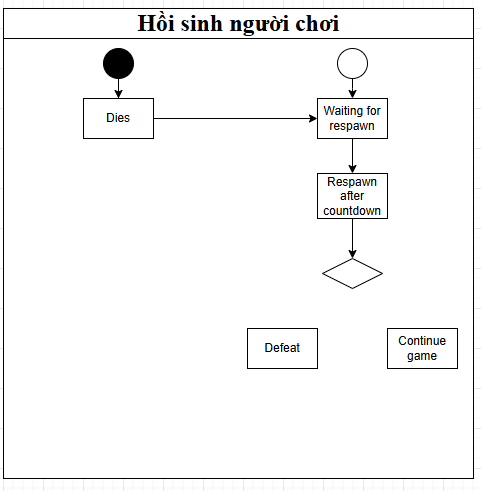 Hồi sinh người chơi
Dies
Waiting for
respawn
Respawn
after
countdown
Defeat
Continue
game